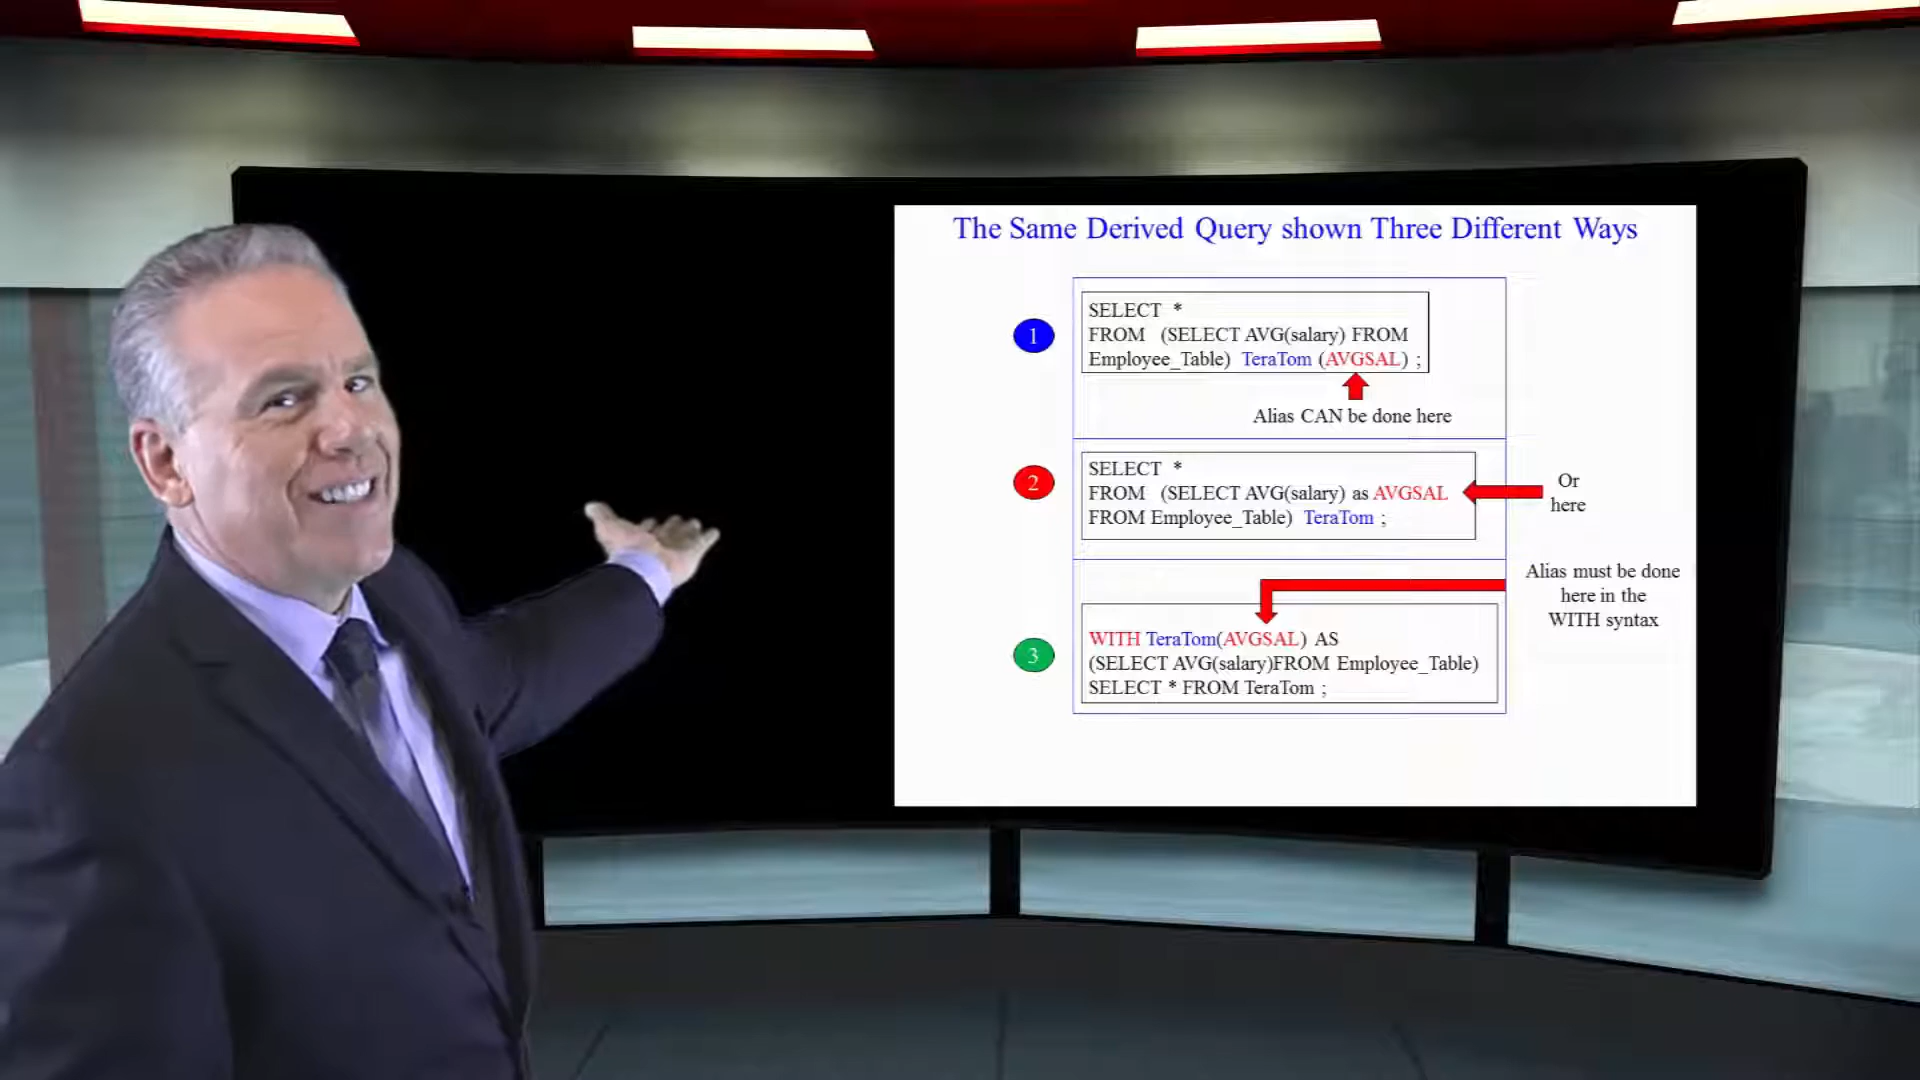 The Same Derived Query shown Three Different Ways
1
SELECT *
FROM (SELECT AVG(salary) FROM
Employee_Table) TeraTom (AVGSAL) ;
Alias CAN be done here
2
SELECT *
FROM (SELECT AVG(salary) as AVGSAL
FROM Employee_Table) TeraTom ;
Or
here
Alias must be done
here in the
WITH syntax
3
WITH TeraTom(AVGSAL) AS
(SELECT AVG(salary)FROM Employee_Table)
SELECT * FROM TeraTom ;